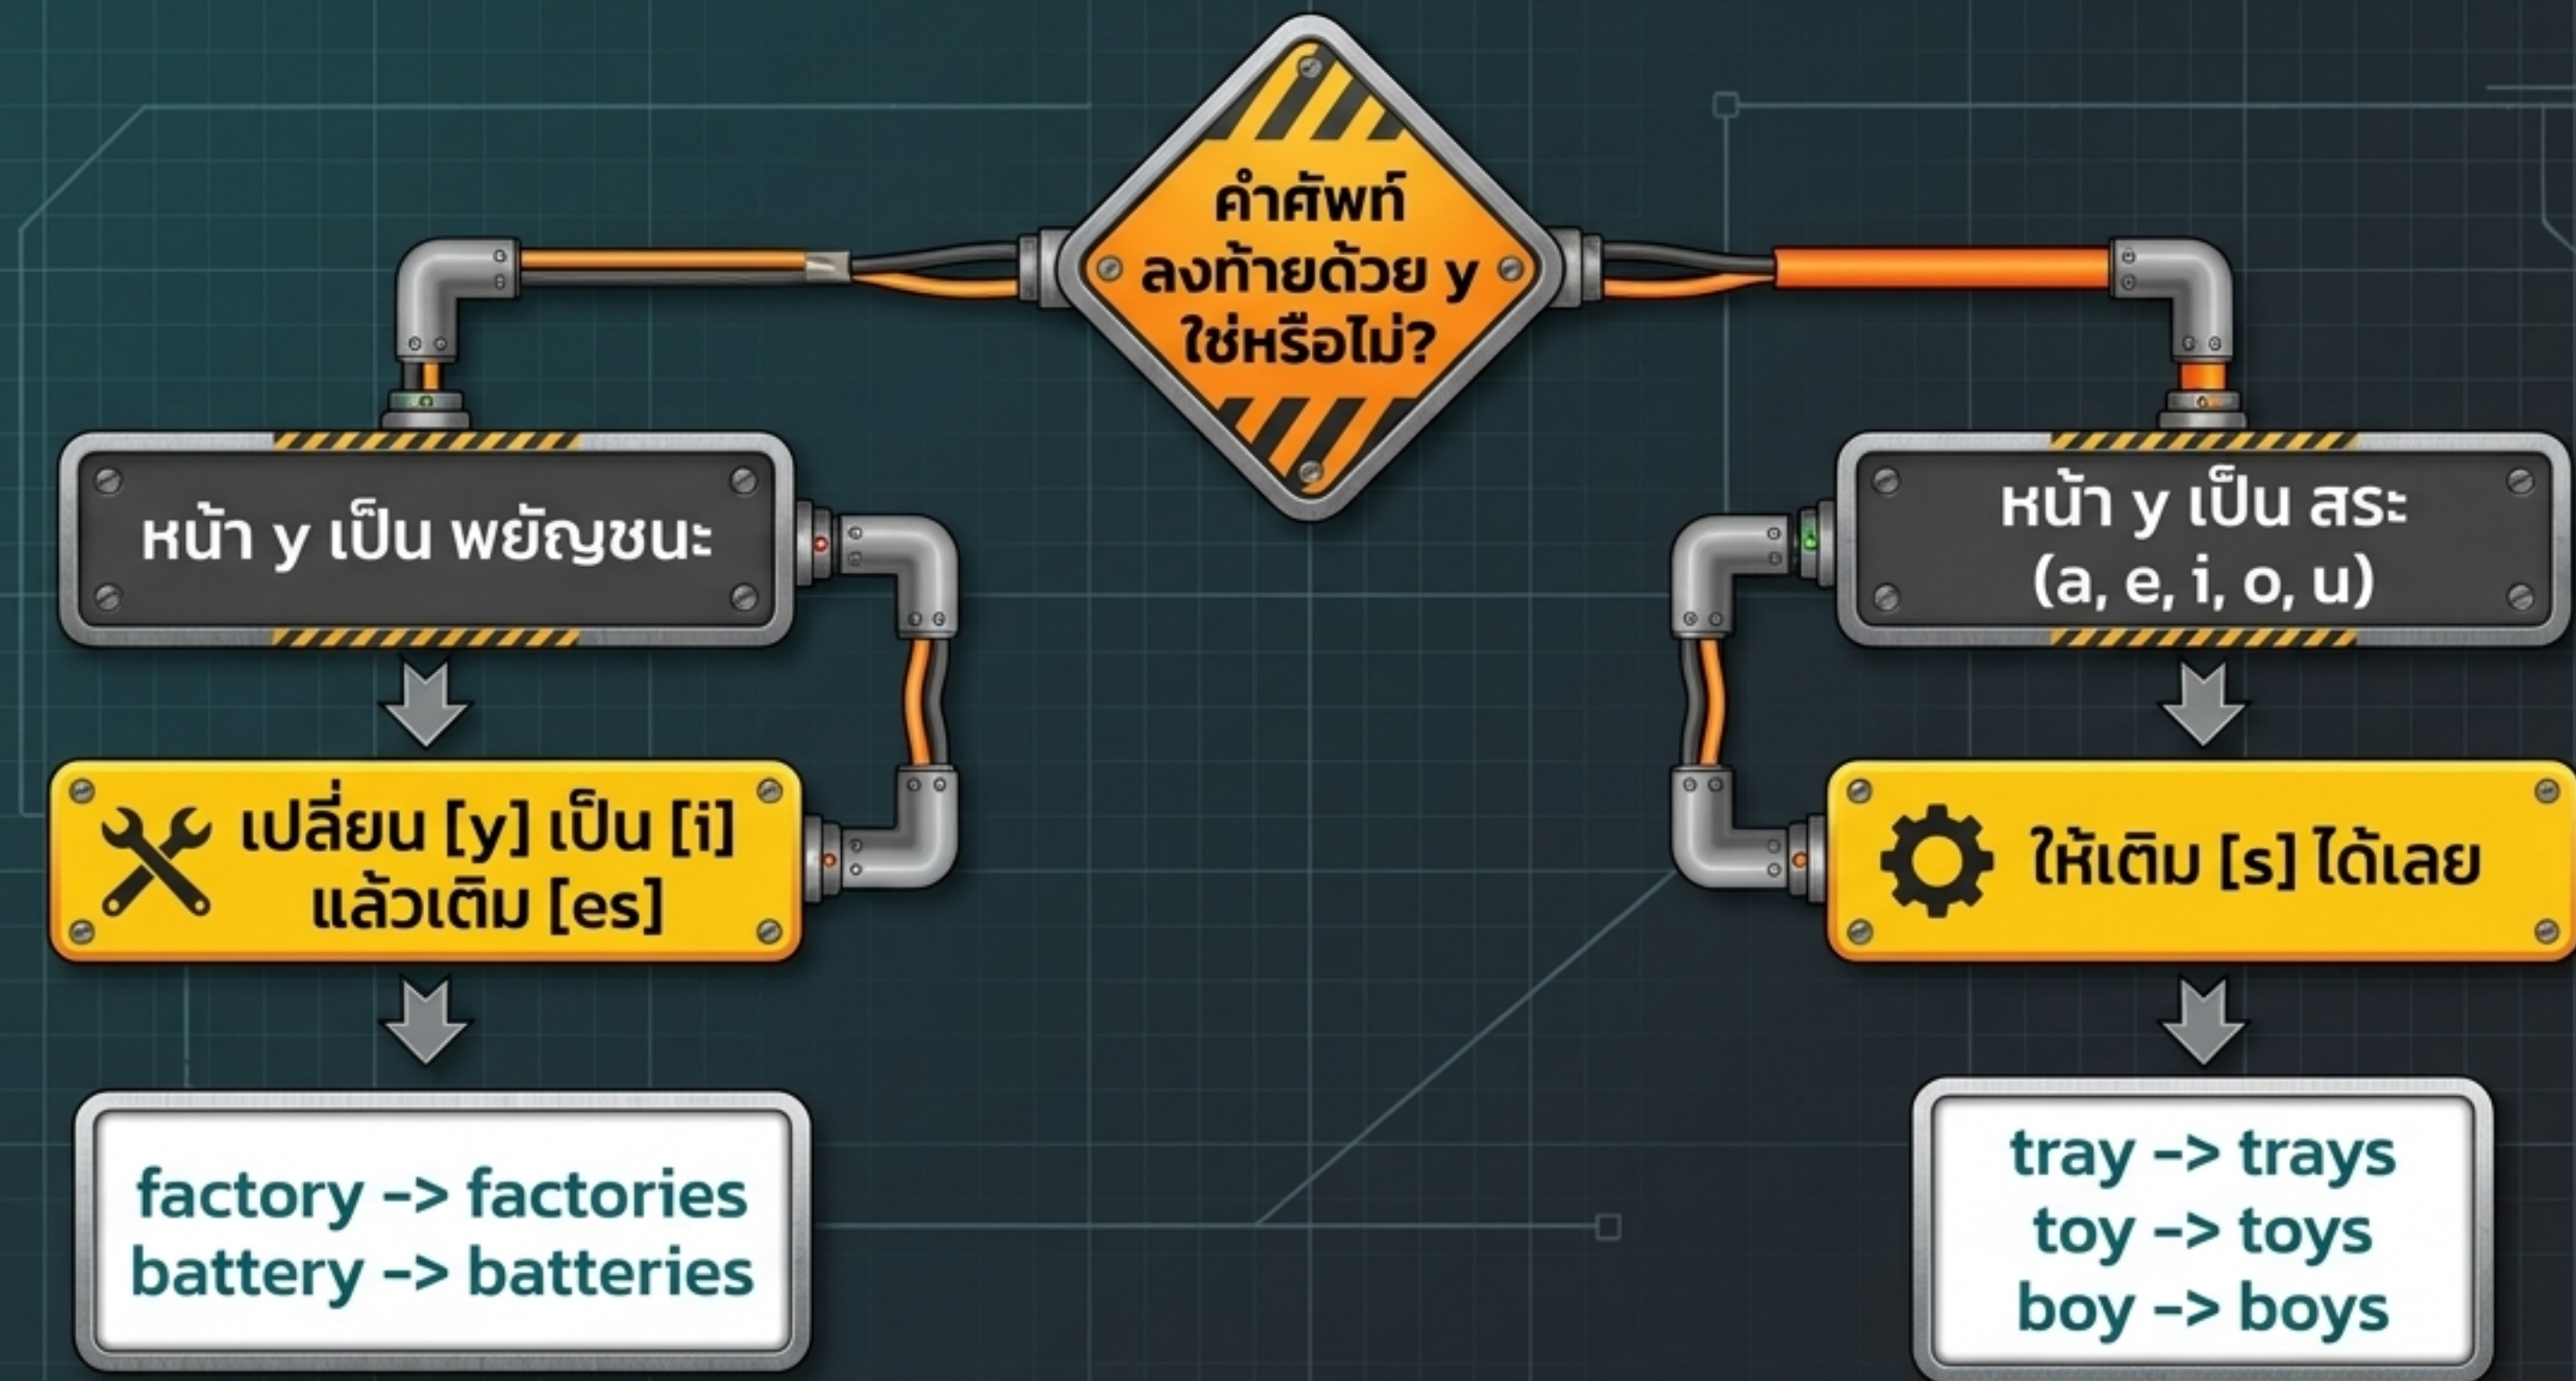 คำศัพท์
ลงท้ายด้วย y
ใช่หรือไม่?
หน้า y เป็น พยัญชนะ
เปลี่ยน [y] เป็น [i]
แล้วเติม [es]
factory -> factories
battery -> batteries
หน้า y เป็น สระ
(a, e, i, o, u)
ให้เติม [s] ได้เลย
tray -> trays
toy -> toys
boy -> boys